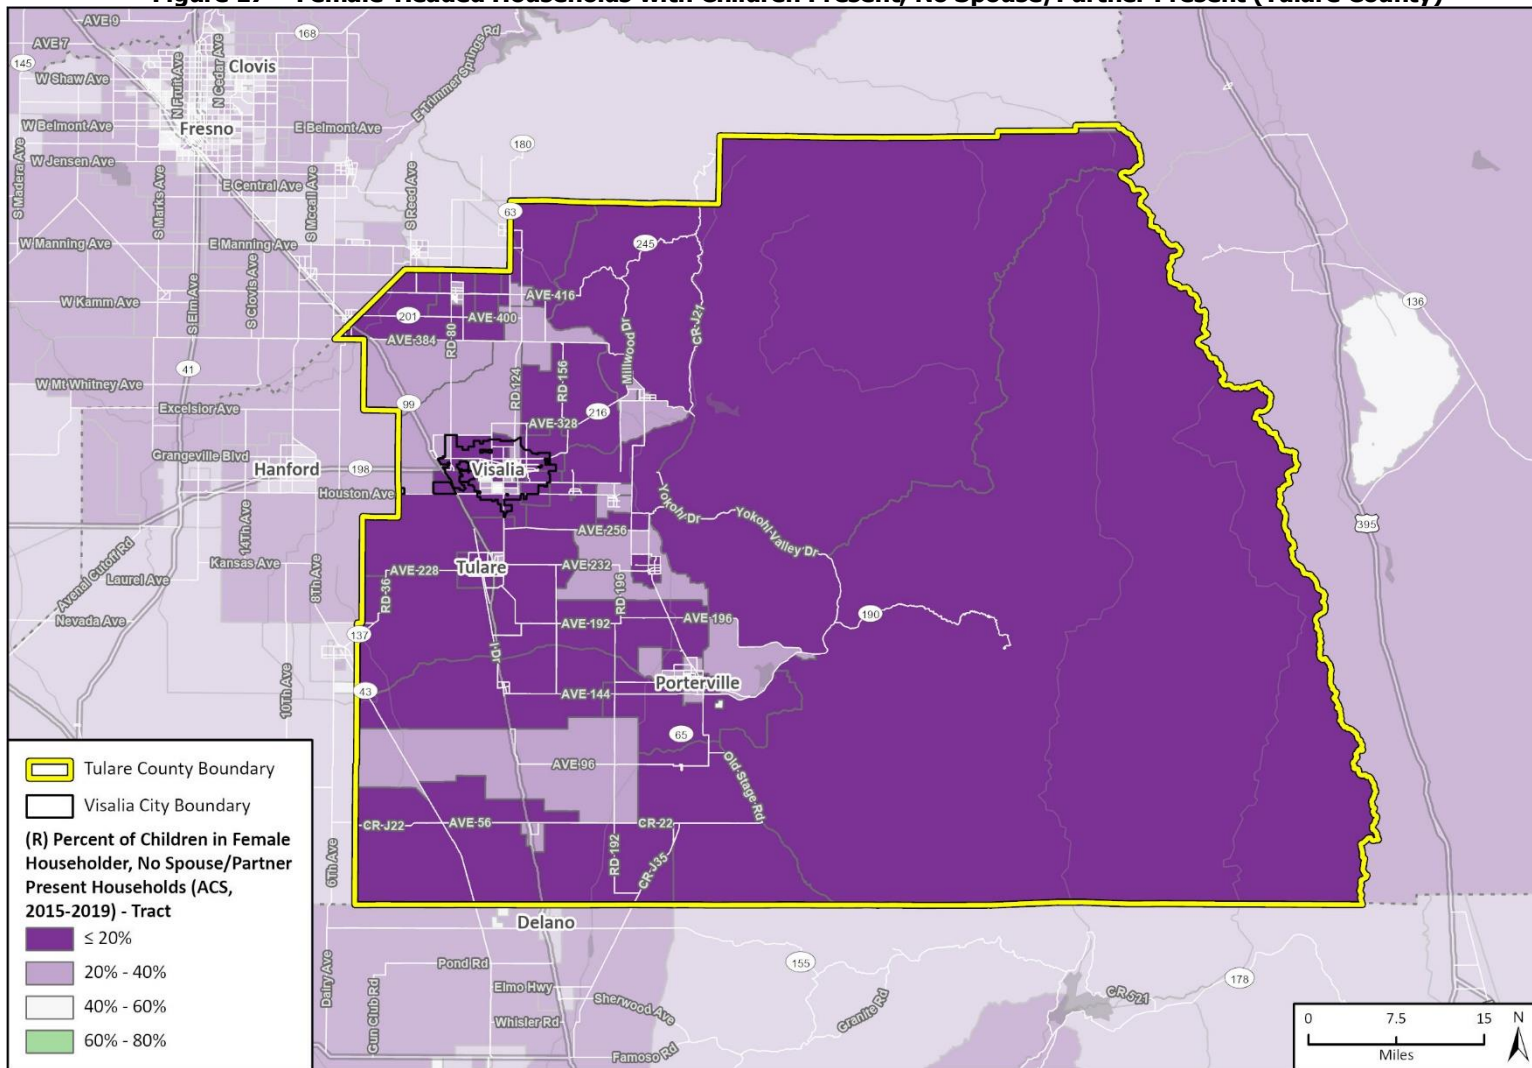 Figure 17 – Female-Headed Households with Children Present, No Spouse/Partner Present (Tulare County)
AVE 9
168
E Trimmer Springs Rd
AVE 7
145
Clovis
W Shaw Ave
N Fruit Ave
N Cedar Ave
W Belmont Ave
Fresno
E Belmont Ave
180
W Jensen Ave
S Madera Ave
S Marks Ave
E Central Ave
S Mccall Ave
S Reed Ave
63
W Manning Ave
E Manning Ave
245
W Kamm Ave
S Elm Ave
S Clovis Ave
AVE 416
136
201
AVE 400
RD 80
AVE 384
Millwood Dr
CR-J21
41
W Mt Whitney Ave
RD 124
RD 156
99
Excelsior Ave
216
AVE 328
Grangeville Blvd
Hanford
198
Visalia
Houston Ave
Yokohl Dr
Yokohl Valley Dr
395
14Th Ave
AVE 256
Avenal Cutoff Rd
Kansas Ave
8Th Ave
Laurel Ave
RD 36
AVE 228
Tulare
AVE 232
RD 196
Nevada Ave
137
AVE 192
AVE 196
190
I Dr
10Th Ave
43
Porterville
AVE 144
65
AVE 96
Old Stage Rd
CR-J22
AVE 56
CR-22
6Th Ave
RD 192
CR-J35
Delano
Dairy Ave
Gun Club Rd
Pond Rd
155
178
Elmo Hwy
Sherwood Ave
Granite Rd
CR-521
Whisler Rd
Famoso Rd
Tulare County Boundary
Visalia City Boundary
(R) Percent of Children in Female
Householder, No Spouse/Partner
Present Households (ACS,
2015-2019) - Tract
≤ 20%
20% - 40%
40% - 60%
60% - 80%
0 7.5 15
Miles
N